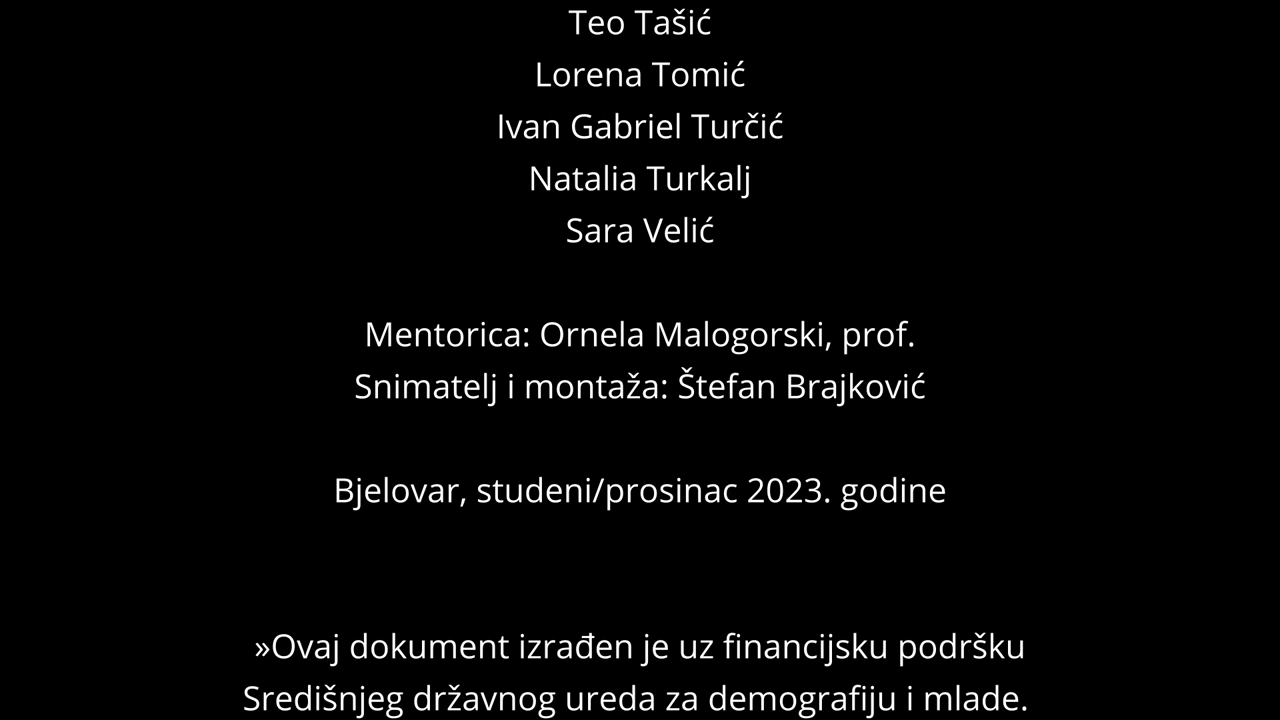 Teo Tašić
Lorena Tomić
Ivan Gabriel Turčić
Natalia Turkalj
Sara Velić
Mentorica: Ornela Malogorski, prof.
Snimatelj i montaža: Štefan Brajković
Bjelovar, studeni/prosinac 2023. godine
»Ovaj dokument izrađen je uz financijsku podršku
Središnjeg državnog ureda za demografiju i mlade.